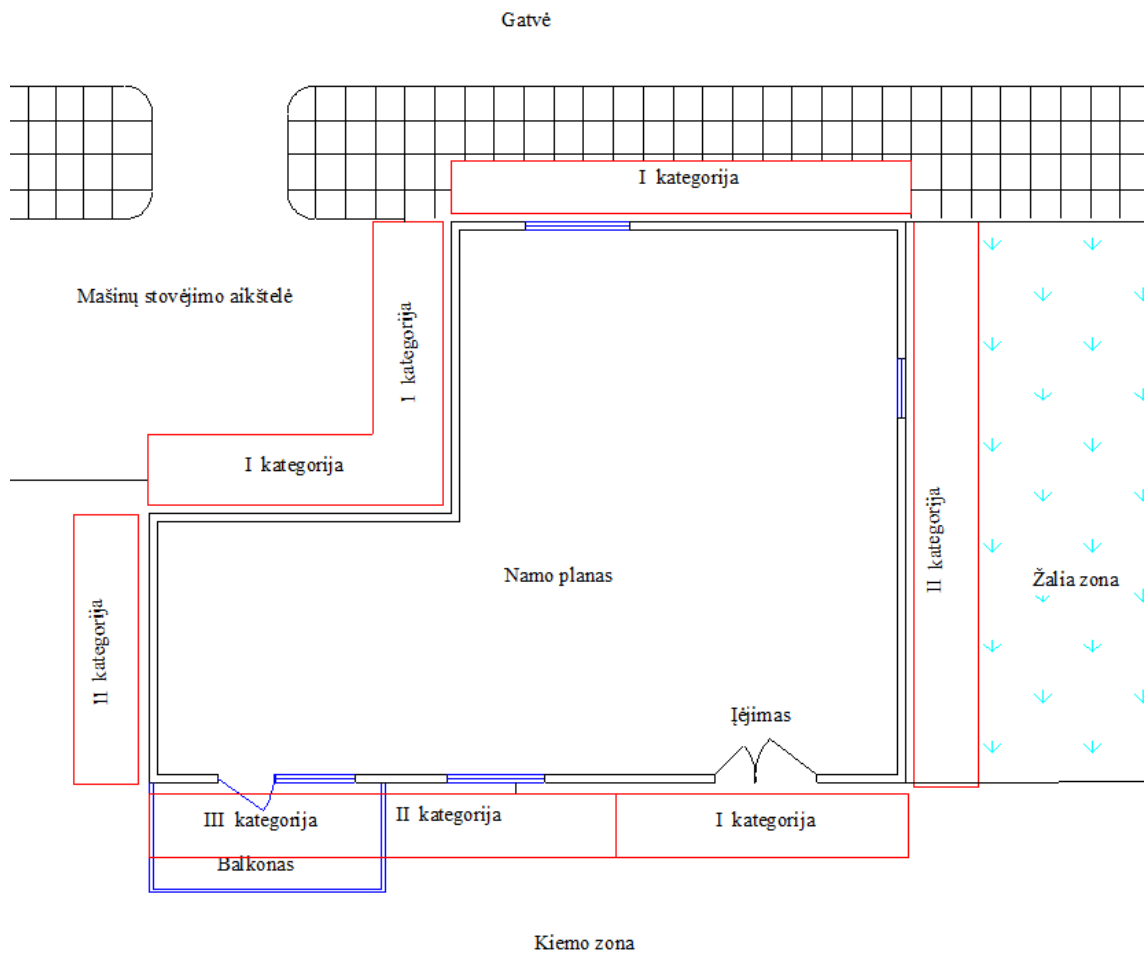 Gatvė
I kategorija
Mašinų stovėjimo aikštelė
I kategorija
I kategorija
II kategorija
II kategorija
Namo planas
Žalia zona
Įėjimas
III kategorija
II kategorija
I kategorija
Balkonas
Kiemo zona